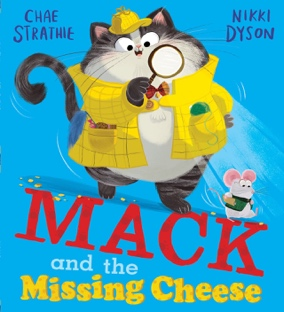 CHAE
STRATHIE
NIKKI
DYSON
MACK
and the
Missing Cheese